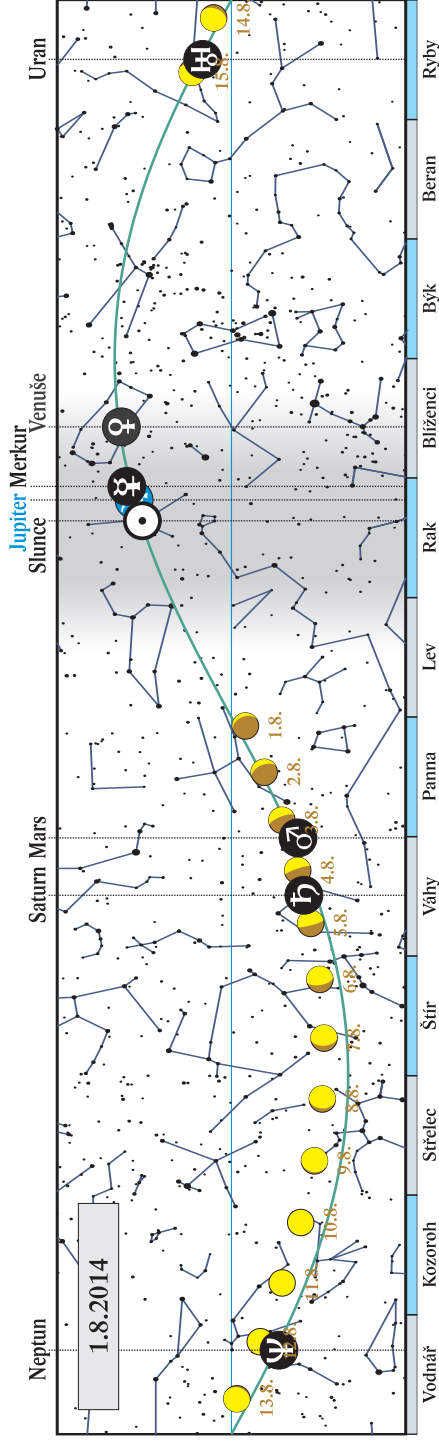 Neptun
Saturn
Mars
Jupiter
Slunce
Merkur
Venuše
Uran
1.8.2014
13.8.
12.8.
11.8.
10.8.
9.8.
8.8.
7.8.
6.8.
5.8.
4.8.
3.8.
2.8.
1.8.
15.8.
14.8.
Vodnář
Kozoroh
Střelec
Štír
Váhy
Panna
Lev
Rak
Blíženci
Býk
Beran
Ryby